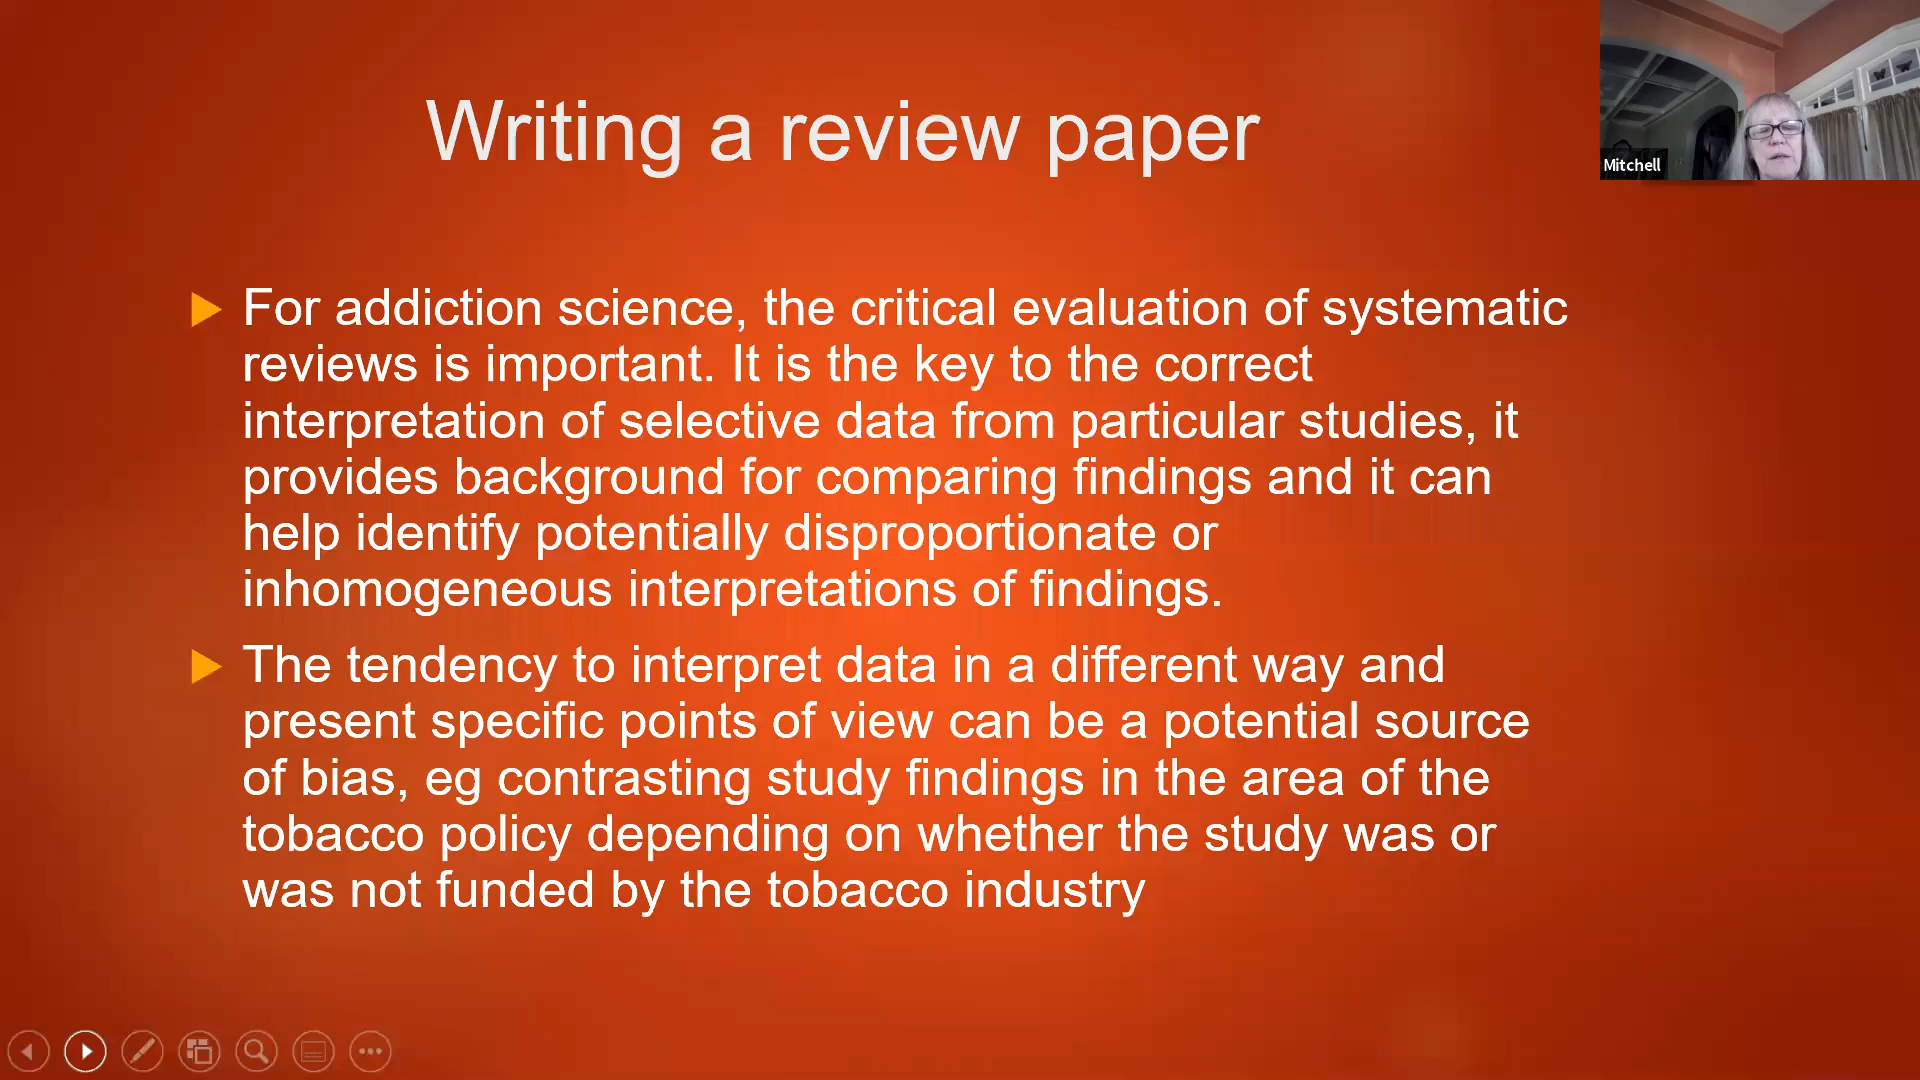 Writing a review paper
Mitchell
For addiction science, the critical evaluation of systematic
reviews is important. It is the key to the correct
interpretation of selective data from particular studies, it
provides background for comparing findings and it can
help identify potentially disproportionate or
inhomogeneous interpretations of findings.
The tendency to interpret data in a different way and
present specific points of view can be a potential source
of bias, eg contrasting study findings in the area of the
tobacco policy depending on whether the study was or
was not funded by the tobacco industry